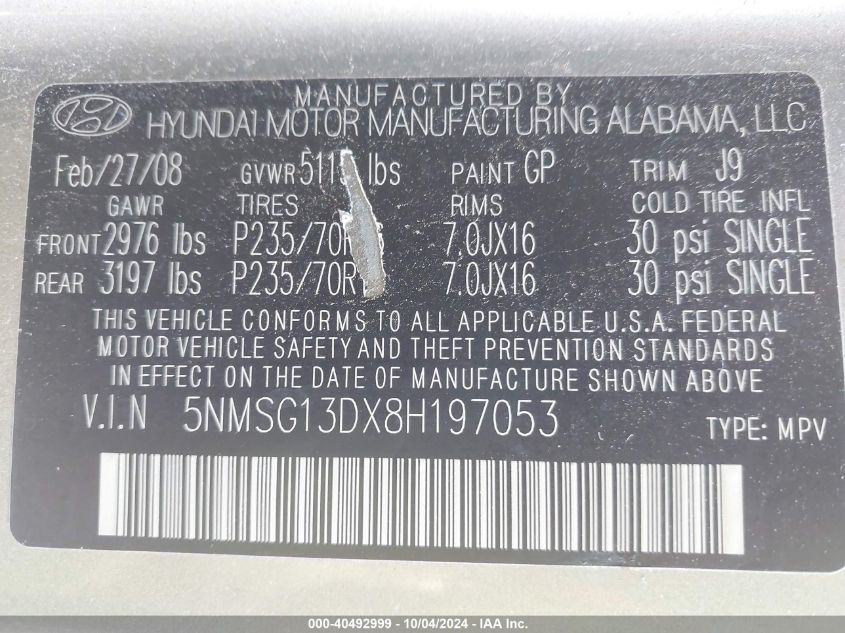 MANUFACTURED BY
HYUNDAI MOTOR MANUFACTURING ALABAMA, LLC
Feb/27/08 GVWR lbs PAINT GP TRIM J9
GAWR TIRES RIMS COLD TIRE INFL
FRONT 2976 lbs 7.0JX16 30 psi SINGLE
REAR 3197 lbs 7.0JX16 30 psi SINGLE
THIS VEHICLE CONFORMS TO ALL APPLICABLE U.S.A. FEDERAL
MOTOR VEHICLE SAFETY AND THEFT PREVENTION STANDARDS
IN EFFECT ON THE DATE OF MANUFACTURE SHOWN ABOVE
V.I.N 5NMSG13DX8H197053 TYPE: MPV
000-40492999 - 10/04/2024 - IAA Inc.